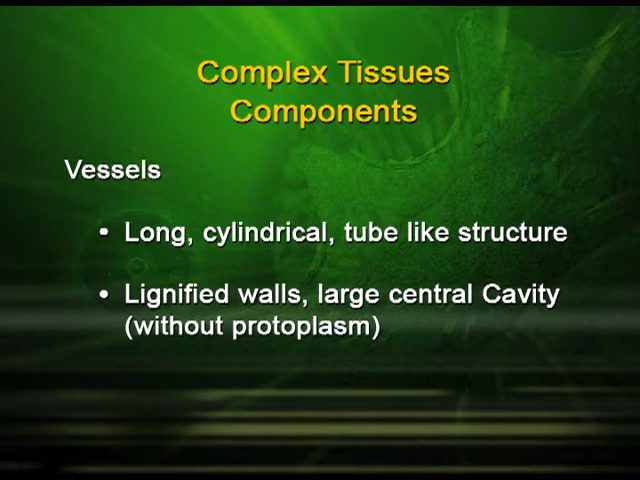 Complex Tissues
Components
Vessels
• Long, cylindrical, tube like structure
• Lignified walls, large central Cavity
(without protoplasm)